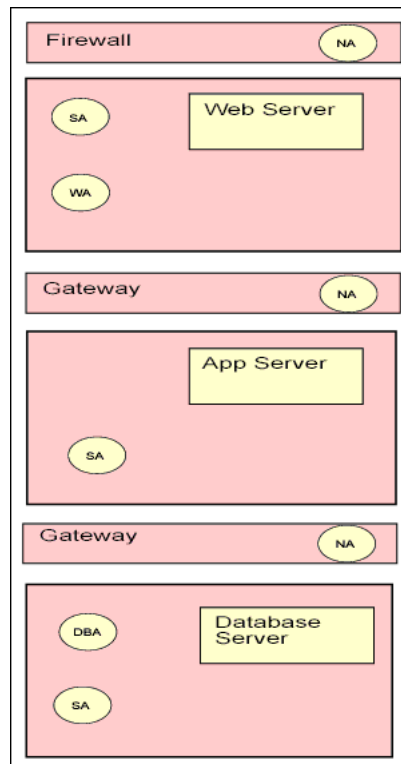 Firewall
NA
SA
Web Server
WA
Gateway
NA
App Server
SA
Gateway
NA
DBA
Database
Server
SA